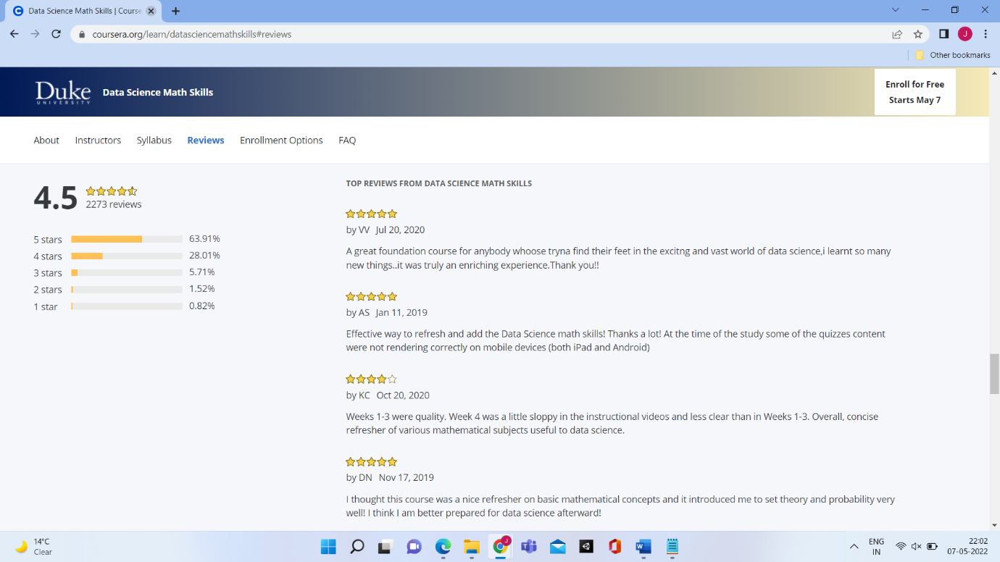 Data Science Math Skills | Course
coursera.org/learn/datasciencemathskills#reviews
J
Other bookmarks
Duke
UNIVERSITY
Data Science Math Skills
Enroll for Free
Starts May 7
About Instructors Syllabus Reviews Enrollment Options FAQ
4.5
2273 reviews
5 stars 63.91%
4 stars 28.01%
3 stars 5.71%
2 stars 1.52%
1 star 0.82%
TOP REVIEWS FROM DATA SCIENCE MATH SKILLS
by VV Jul 20, 2020
A great foundation course for anybody whoose tryna find their feet in the excitng and vast world of data science,i learnt so many
new things..it was truly an enriching experience.Thank you!!
by AS Jan 11, 2019
Effective way to refresh and add the Data Science math skills! Thanks a lot! At the time of the study some of the quizzes content
were not rendering correctly on mobile devices (both iPad and Android)
by KC Oct 20, 2020
Weeks 1-3 were quality. Week 4 was a little sloppy in the instructional videos and less clear than in Weeks 1-3. Overall, concise
refresher of various mathematical subjects useful to data science.
by DN Nov 17, 2019
I thought this course was a nice refresher on basic mathematical concepts and it introduced me to set theory and probability very
well! I think I am better prepared for data science afterward!
14°C
Clear
ENG
IN
22:02
07-05-2022